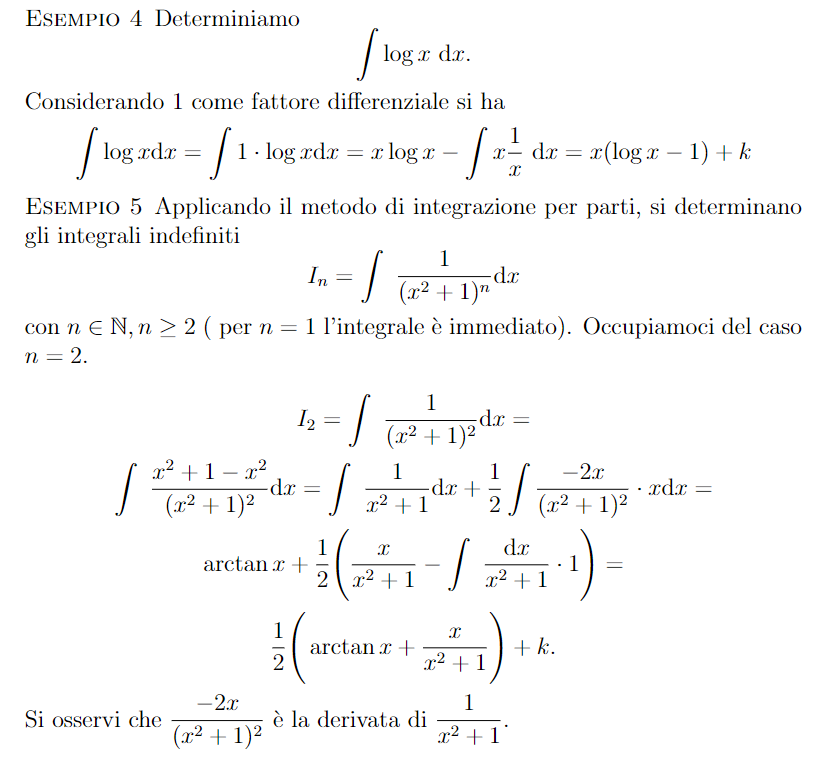 ESEMPIO 4 Determiniamo
∫ log x dx.
Considerando 1 come fattore differenziale si ha
∫ log xdx = ∫ 1 · log xdx = x log x − ∫ x 1/x dx = x(log x − 1) + k
ESEMPIO 5 Applicando il metodo di integrazione per parti, si determinano
gli integrali indefiniti
Iₙ = ∫ 1/(x² + 1)ⁿ dx
con n ∈ ℕ, n ≥ 2 ( per n = 1 l'integrale è immediato). Occupiamoci del caso
n = 2.
I₂ = ∫ 1/(x² + 1)² dx =
∫ (x² + 1 − x²)/(x² + 1)² dx = ∫ 1/(x² + 1) dx + 1/2 ∫ −2x/(x² + 1)² · xdx =
arctan x + 1/2 ( x/(x² + 1) − ∫ dx/(x² + 1) · 1 ) =
1/2 ( arctan x + x/(x² + 1) ) + k.
Si osservi che −2x/(x² + 1)² è la derivata di 1/(x² + 1).